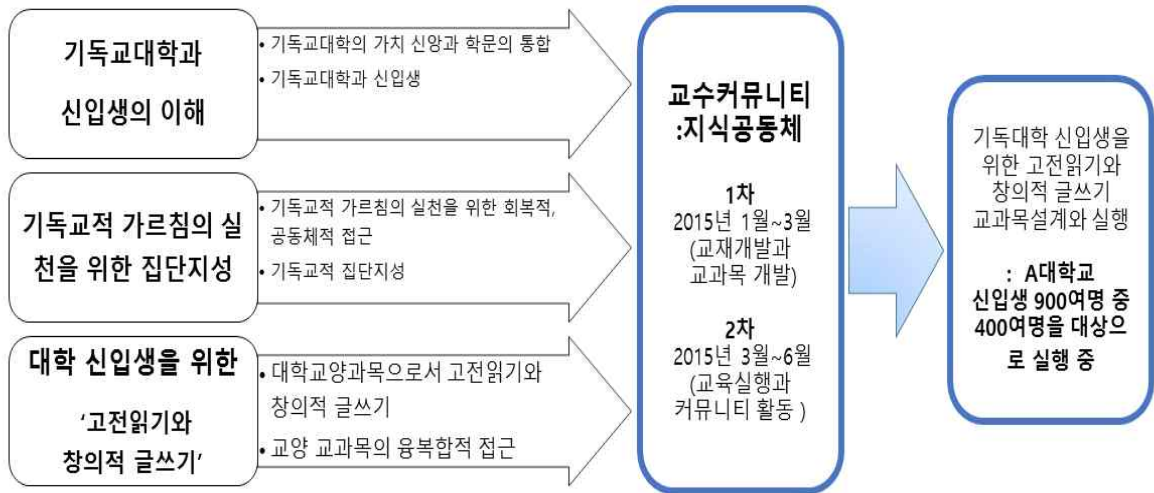 기독교대학과
신입생의 이해
• 기독교대학의 가치 신앙과 학문의 통합
• 기독교대학과 신입생
기독교적 가르침의 실
천을 위한 집단지성
• 기독교적 가르침의 실천을 위한 회복적,
공동체적 접근
• 기독교적 집단지성
대학 신입생을 위한
‘고전읽기와
창의적 글쓰기’
• 대학교양과목으로서 고전읽기와
창의적 글쓰기
• 교양 교과목의 융복합적 접근
교수커뮤니티
:지식공동체
1차
2015년 1월~3월
(교재개발과
교과목 개발)
2차
2015년 3월~6월
(교육실행과
커뮤니티 활동 )
기독대학 신입생을
위한 고전읽기와
창의적 글쓰기
교과목설계와 실행
: A대학교
신입생 900여명 중
400여명을 대상으
로 실행 중